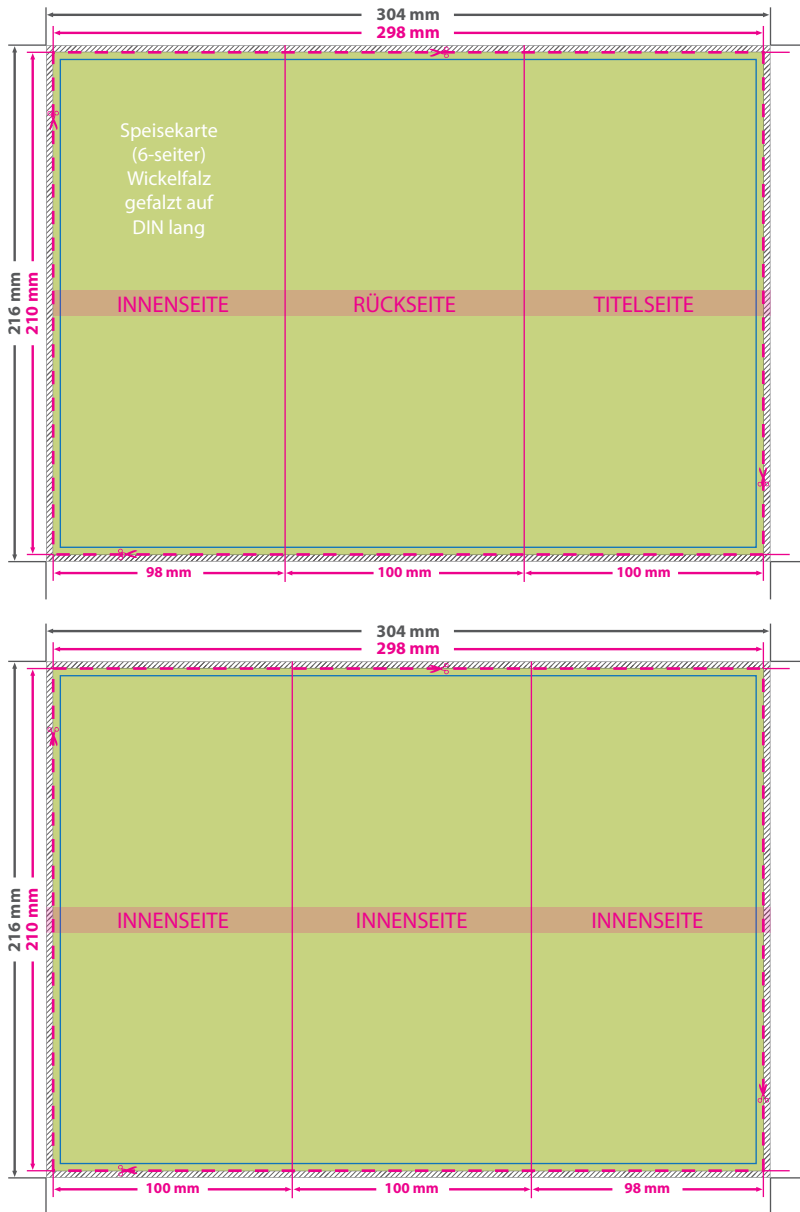 304 mm
298 mm
216 mm
210 mm
Speisekarte
(6-seiter)
Wickelfalz
gefalzt auf
DIN lang
INNENSEITE
RÜCKSEITE
TITELSEITE
98 mm
100 mm
100 mm
304 mm
298 mm
216 mm
210 mm
INNENSEITE
INNENSEITE
INNENSEITE
100 mm
100 mm
98 mm